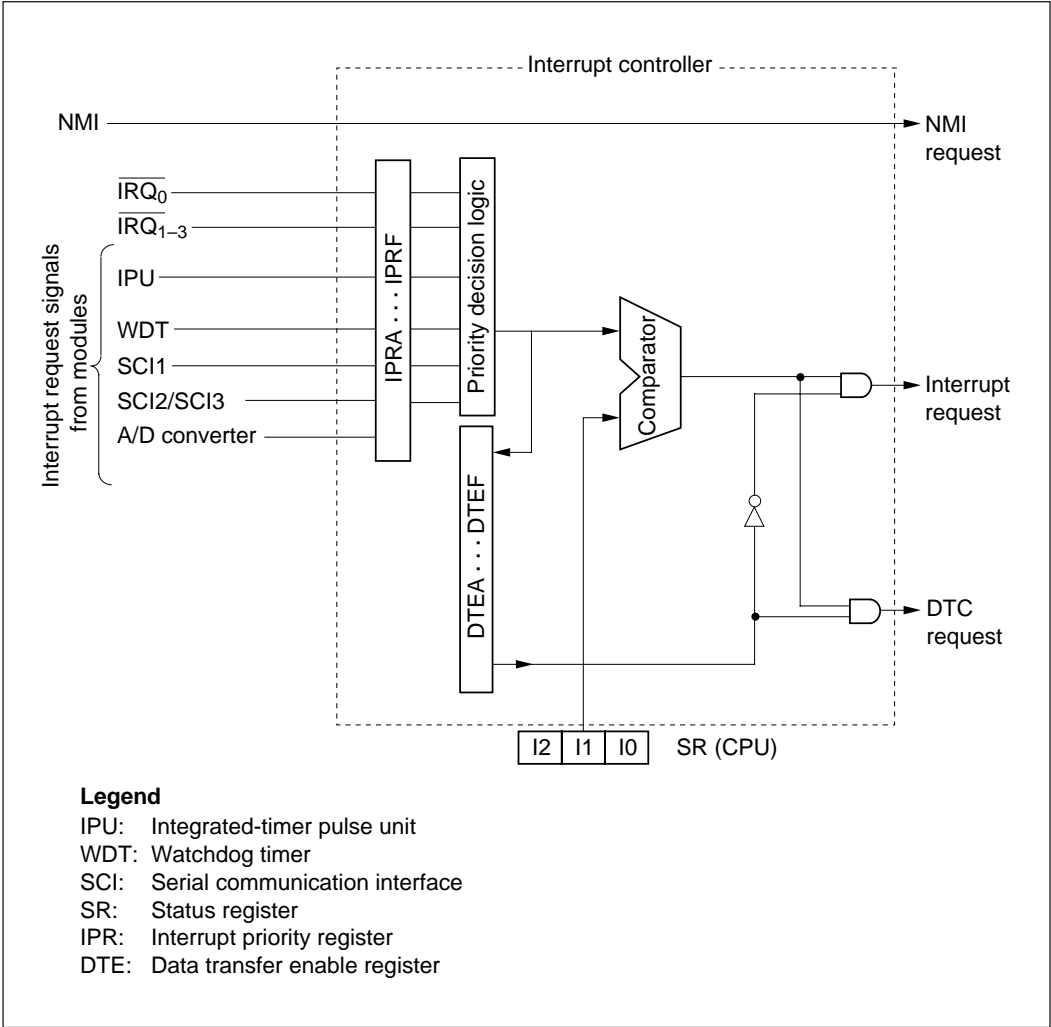 Interrupt controller
NMI
NMI
request
IRQ0
IRQ1–3
IPU
WDT
SCI1
SCI2/SCI3
A/D converter
Interrupt request signals
from modules
IPRA · · · IPRF
Priority decision logic
DTEA · · · DTEF
Comparator
Interrupt
request
DTC
request
I2 I1 I0 SR (CPU)
Legend
IPU: Integrated-timer pulse unit
WDT: Watchdog timer
SCI: Serial communication interface
SR: Status register
IPR: Interrupt priority register
DTE: Data transfer enable register